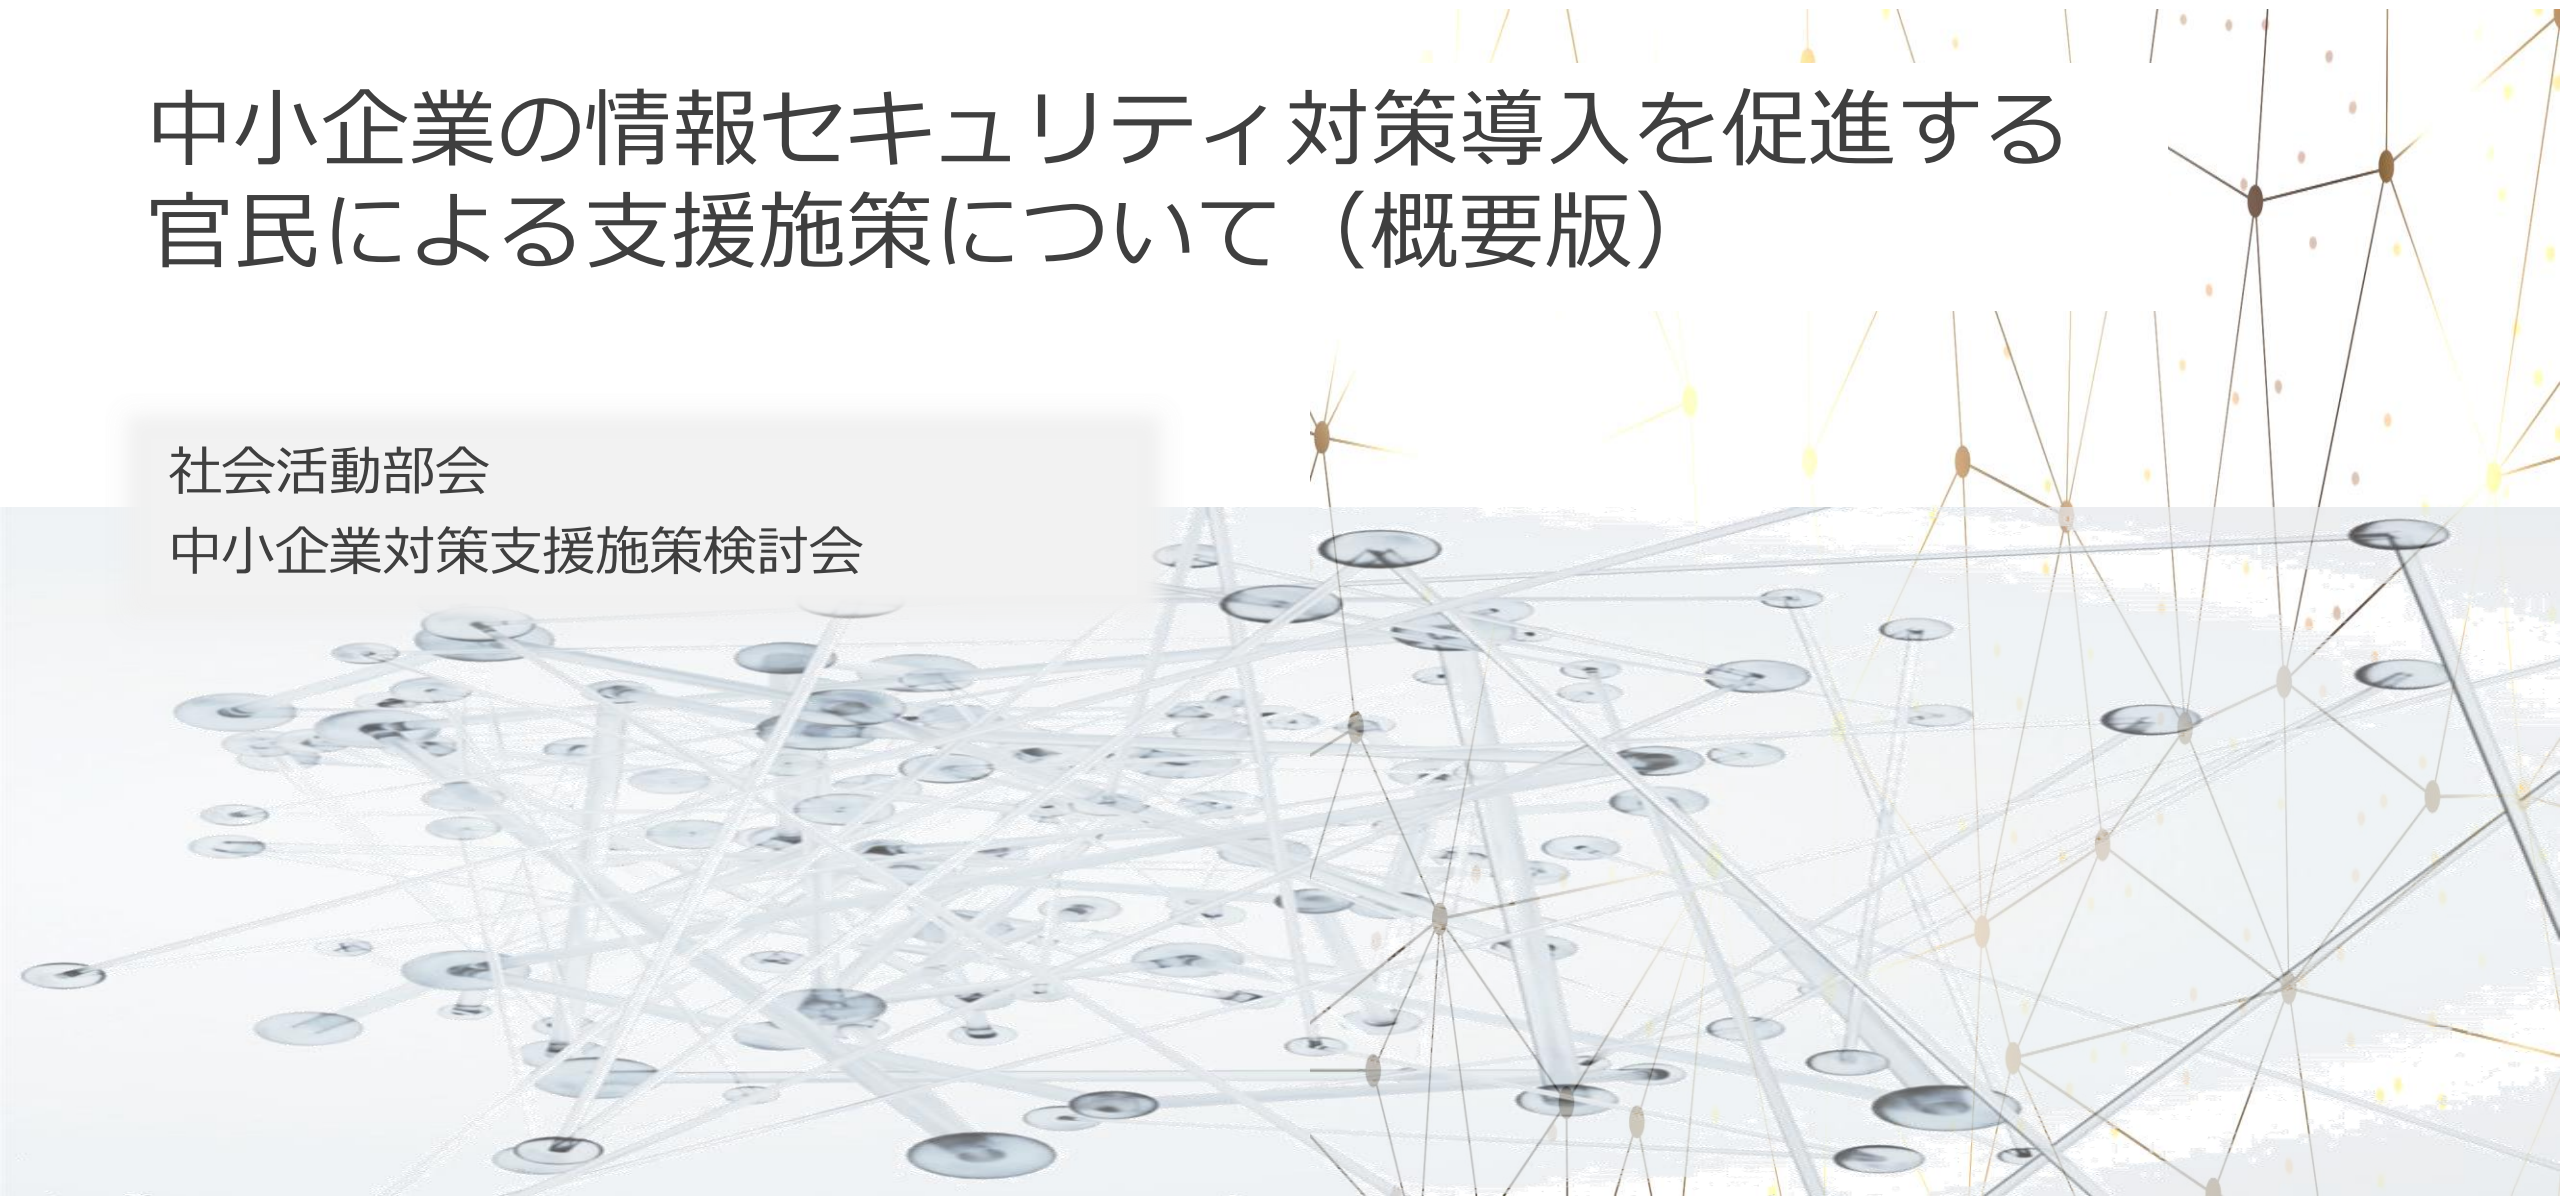 中小企業の情報セキュリティ対策導入を促進する
官民による支援施策について（概要版）
社会活動部会
中小企業対策支援施策検討会